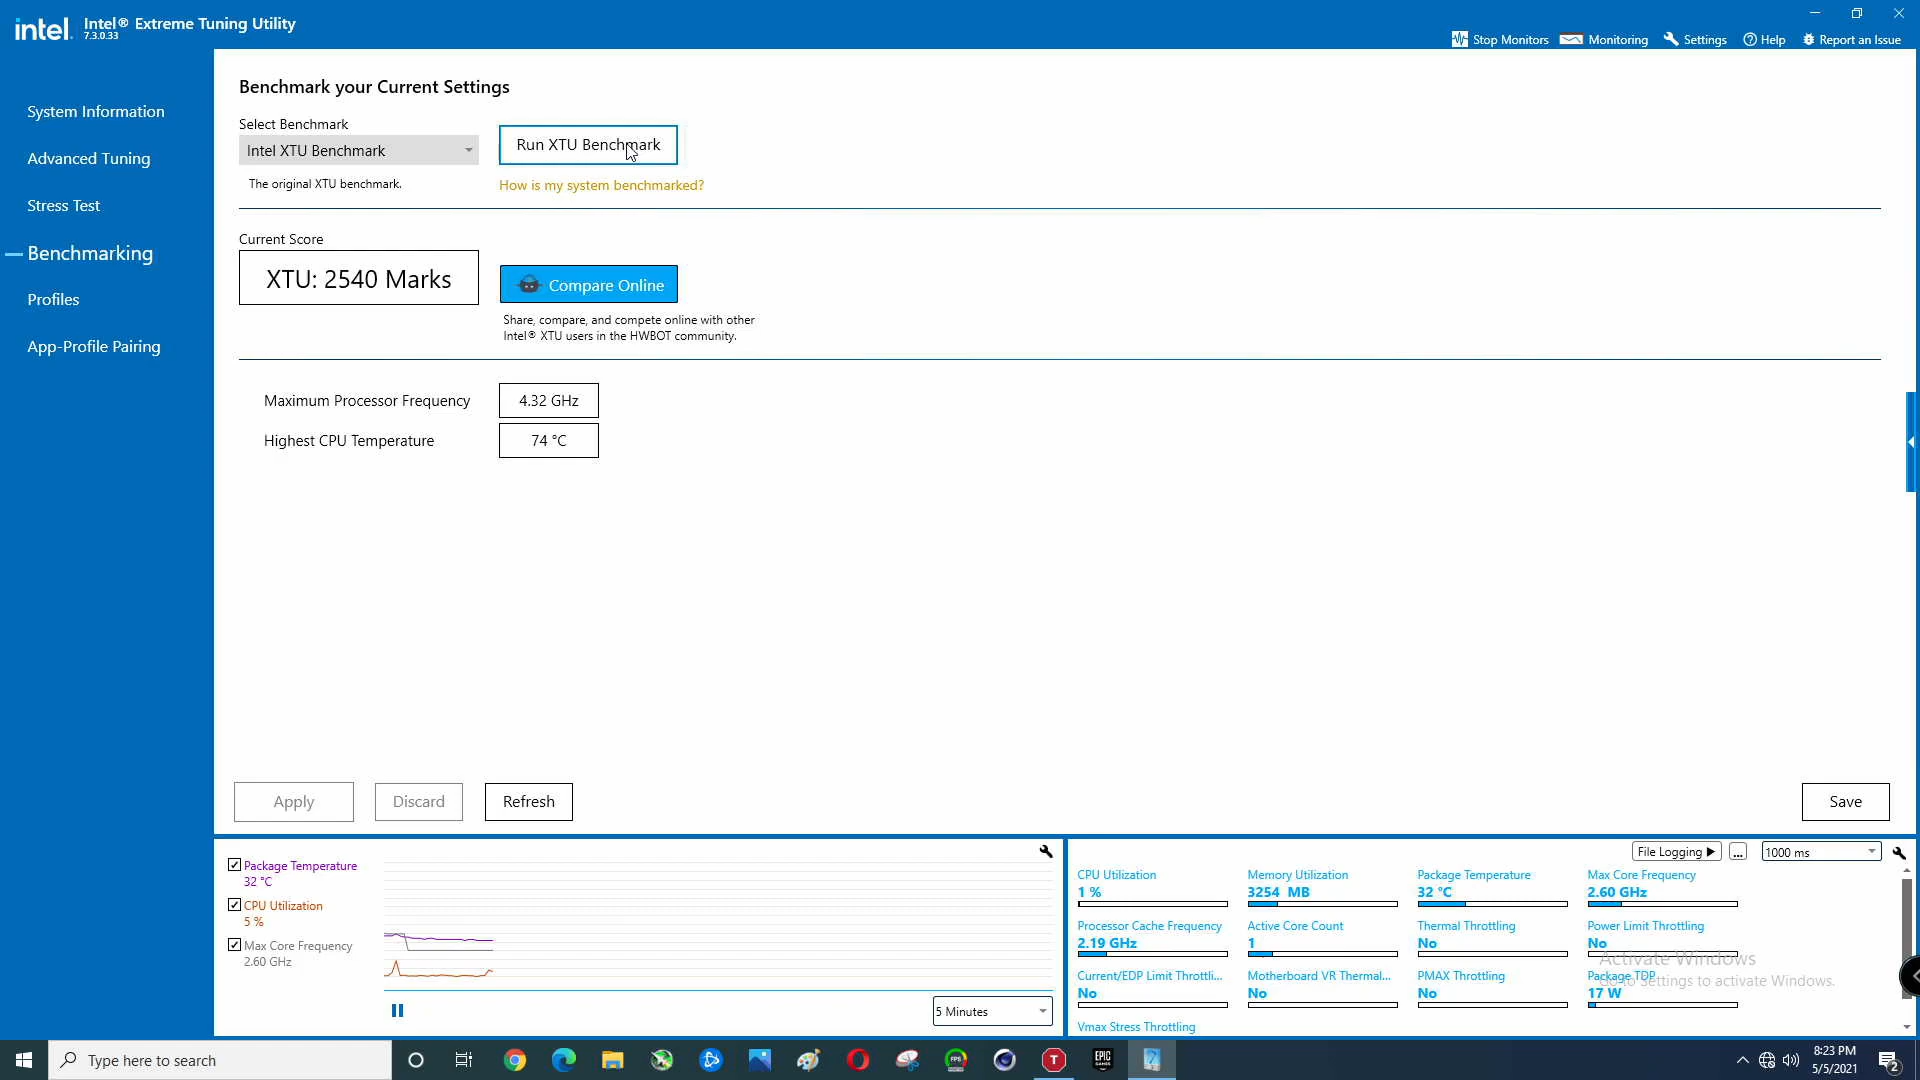 intel.
Intel® Extreme Tuning Utility
7.3.0.33
Stop Monitors
Monitoring
Settings
Help
Report an Issue
System Information
Advanced Tuning
Stress Test
Benchmarking
Profiles
App-Profile Pairing
Benchmark your Current Settings
Select Benchmark
Intel XTU Benchmark
Run XTU Benchmark
The original XTU benchmark.
How is my system benchmarked?
Current Score
XTU: 2540 Marks
Compare Online
Share, compare, and compete online with other
Intel® XTU users in the HWBOT community.
Maximum Processor Frequency
4.32 GHz
Highest CPU Temperature
74 °C
Apply
Discard
Refresh
Save
Package Temperature
32 °C
CPU Utilization
5 %
Max Core Frequency
2.60 GHz
5 Minutes
File Logging
...
1000 ms
CPU Utilization
1 %
Memory Utilization
3254 MB
Package Temperature
32 °C
Max Core Frequency
2.60 GHz
Processor Cache Frequency
2.19 GHz
Active Core Count
1
Thermal Throttling
No
Power Limit Throttling
No
Current/EDP Limit Throttli...
No
Motherboard VR Thermal...
No
PMAX Throttling
No
Package TDP
17 W
Vmax Stress Throttling
Activate Windows
Go to Settings to activate Windows.
Type here to search
FPS
T
EPIC
GAMES
8:23 PM
5/5/2021
2